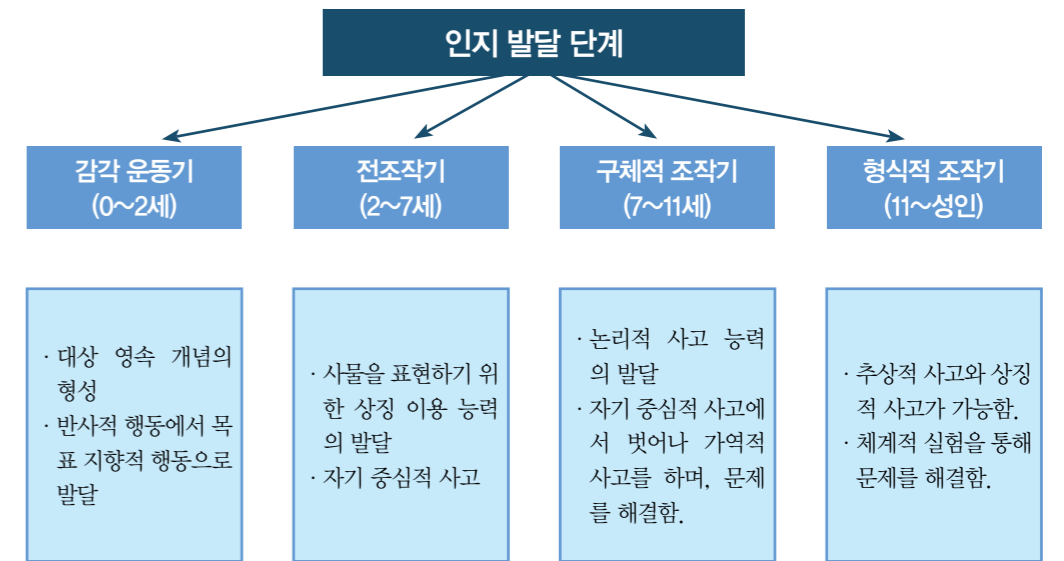 인지 발달 단계
감각 운동기
(0~2세)
전조작기
(2~7세)
구체적 조작기
(7~11세)
형식적 조작기
(11~성인)
· 대상 영속 개념의
형성
· 반사적 행동에서 목
표 지향적 행동으로
발달
· 사물을 표현하기 위
한 상징 이용 능력
의 발달
· 자기 중심적 사고
· 논리적 사고 능력
의 발달
· 자기 중심적 사고에
서 벗어나 가역적
사고를 하며, 문제
를 해결함.
· 추상적 사고와 상징
적 사고가 가능함.
· 체계적 실험을 통해
문제를 해결함.